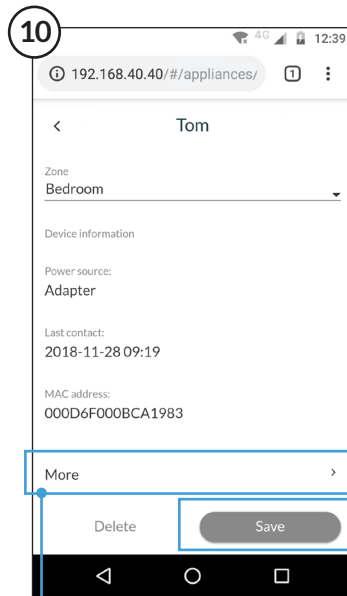 10
4G 12:39
192.168.40.40/#/appliances/ 1
Tom
Zone
Bedroom
Device information
Power source:
Adapter
Last contact:
2018-11-28 09:19
MAC address:
000D6F000BCA1983
More
Delete Save